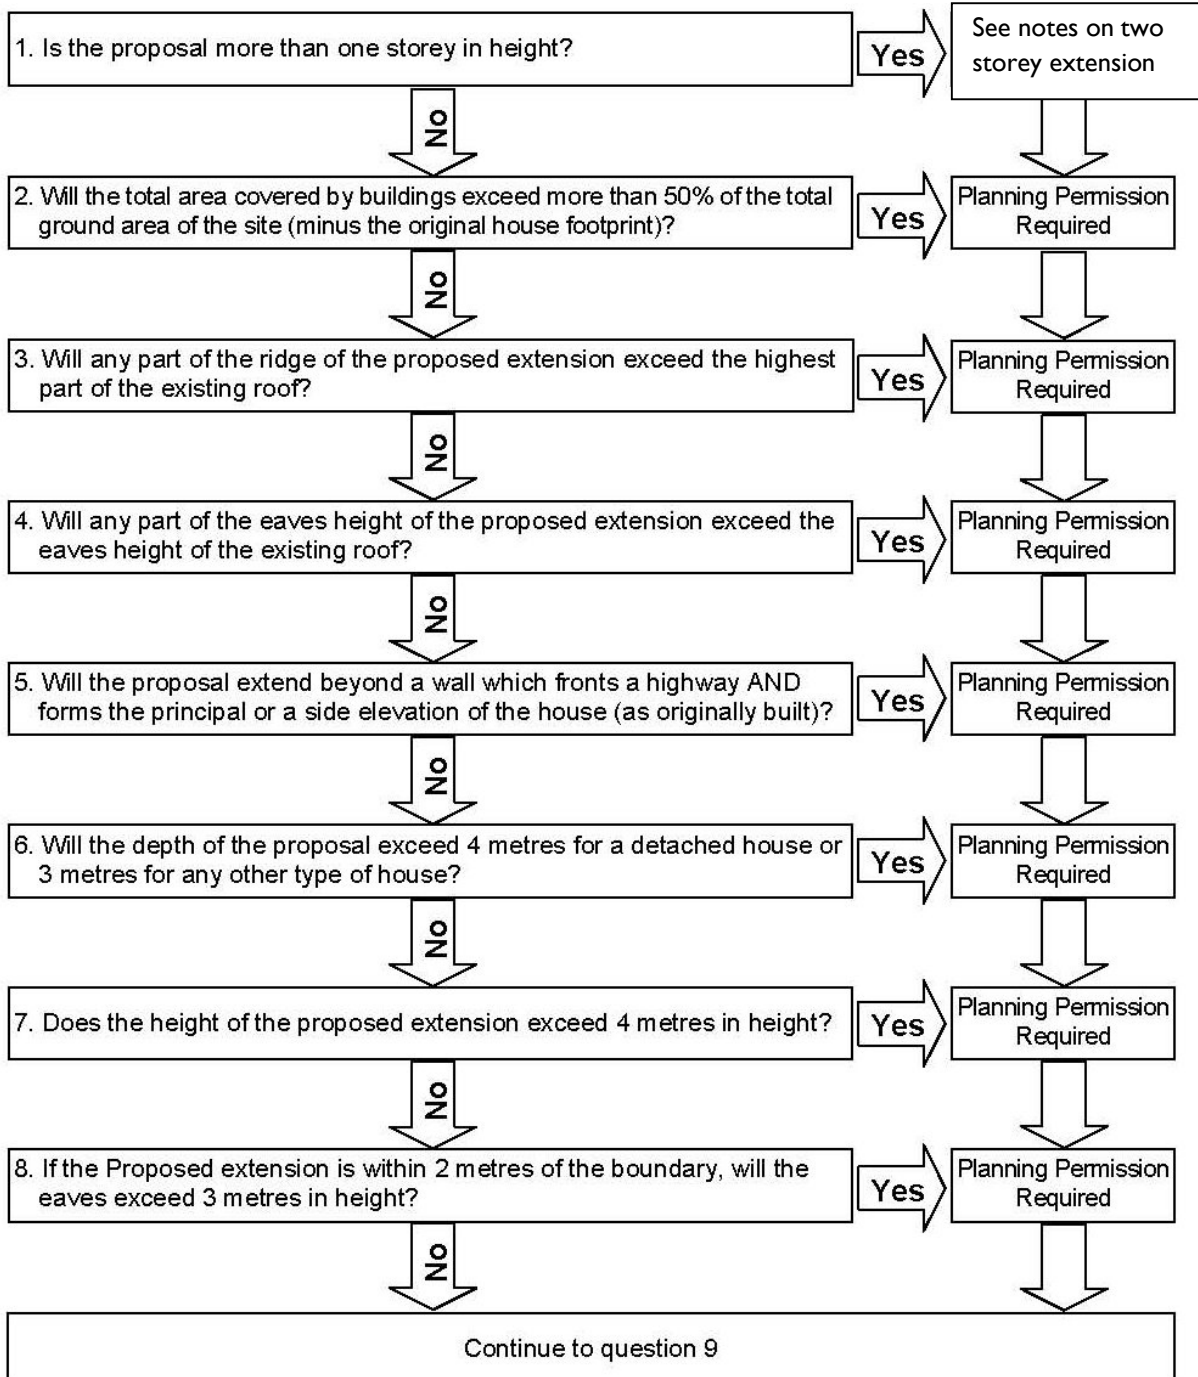 1. Is the proposal more than one storey in height?
Yes
See notes on two
storey extension
No
2. Will the total area covered by buildings exceed more than 50% of the total
ground area of the site (minus the original house footprint)?
Yes
Planning Permission
Required
No
3. Will any part of the ridge of the proposed extension exceed the highest
part of the existing roof?
Yes
Planning Permission
Required
No
4. Will any part of the eaves height of the proposed extension exceed the
eaves height of the existing roof?
Yes
Planning Permission
Required
No
5. Will the proposal extend beyond a wall which fronts a highway AND
forms the principal or a side elevation of the house (as originally built)?
Yes
Planning Permission
Required
No
6. Will the depth of the proposal exceed 4 metres for a detached house or
3 metres for any other type of house?
Yes
Planning Permission
Required
No
7. Does the height of the proposed extension exceed 4 metres in height?
Yes
Planning Permission
Required
No
8. If the Proposed extension is within 2 metres of the boundary, will the
eaves exceed 3 metres in height?
Yes
Planning Permission
Required
No
Continue to question 9